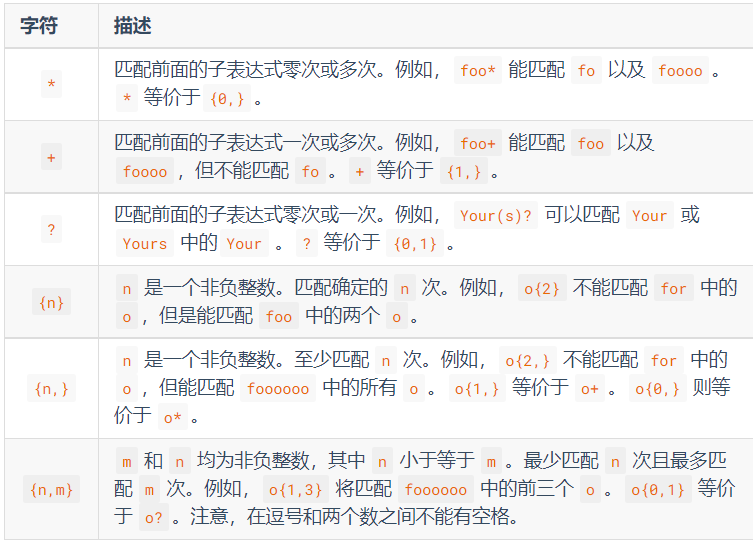 字符 描述
匹配前面的子表达式零次或多次。例如， foo* 能匹配 fo 以及 foooo 。
* * 等价于 {0,} 。
匹配前面的子表达式一次或多次。例如， foo+ 能匹配 foo 以及
+ foooo ，但不能匹配 fo 。 + 等价于 {1,} 。
匹配前面的子表达式零次或一次。例如， Your(s)? 可以匹配 Your 或
? Yours 中的 Your 。 ? 等价于 {0,1} 。
n 是一个非负整数。匹配确定的 n 次。例如， o{2} 不能匹配 for 中的
{n} o ，但是能匹配 foo 中的两个 o 。
n 是一个非负整数。至少匹配 n 次。例如， o{2,} 不能匹配 for 中的
{n,} o ，但能匹配 foooooo 中的所有 o 。 o{1,} 等价于 o+ 。 o{0,} 则等
价于 o* 。
m 和 n 均为非负整数，其中 n 小于等于 m 。最少匹配 n 次且最多匹
{n,m} 配 m 次。例如， o{1,3} 将匹配 foooooo 中的前三个 o 。 o{0,1} 等价
于 o? 。注意，在逗号和两个数之间不能有空格。